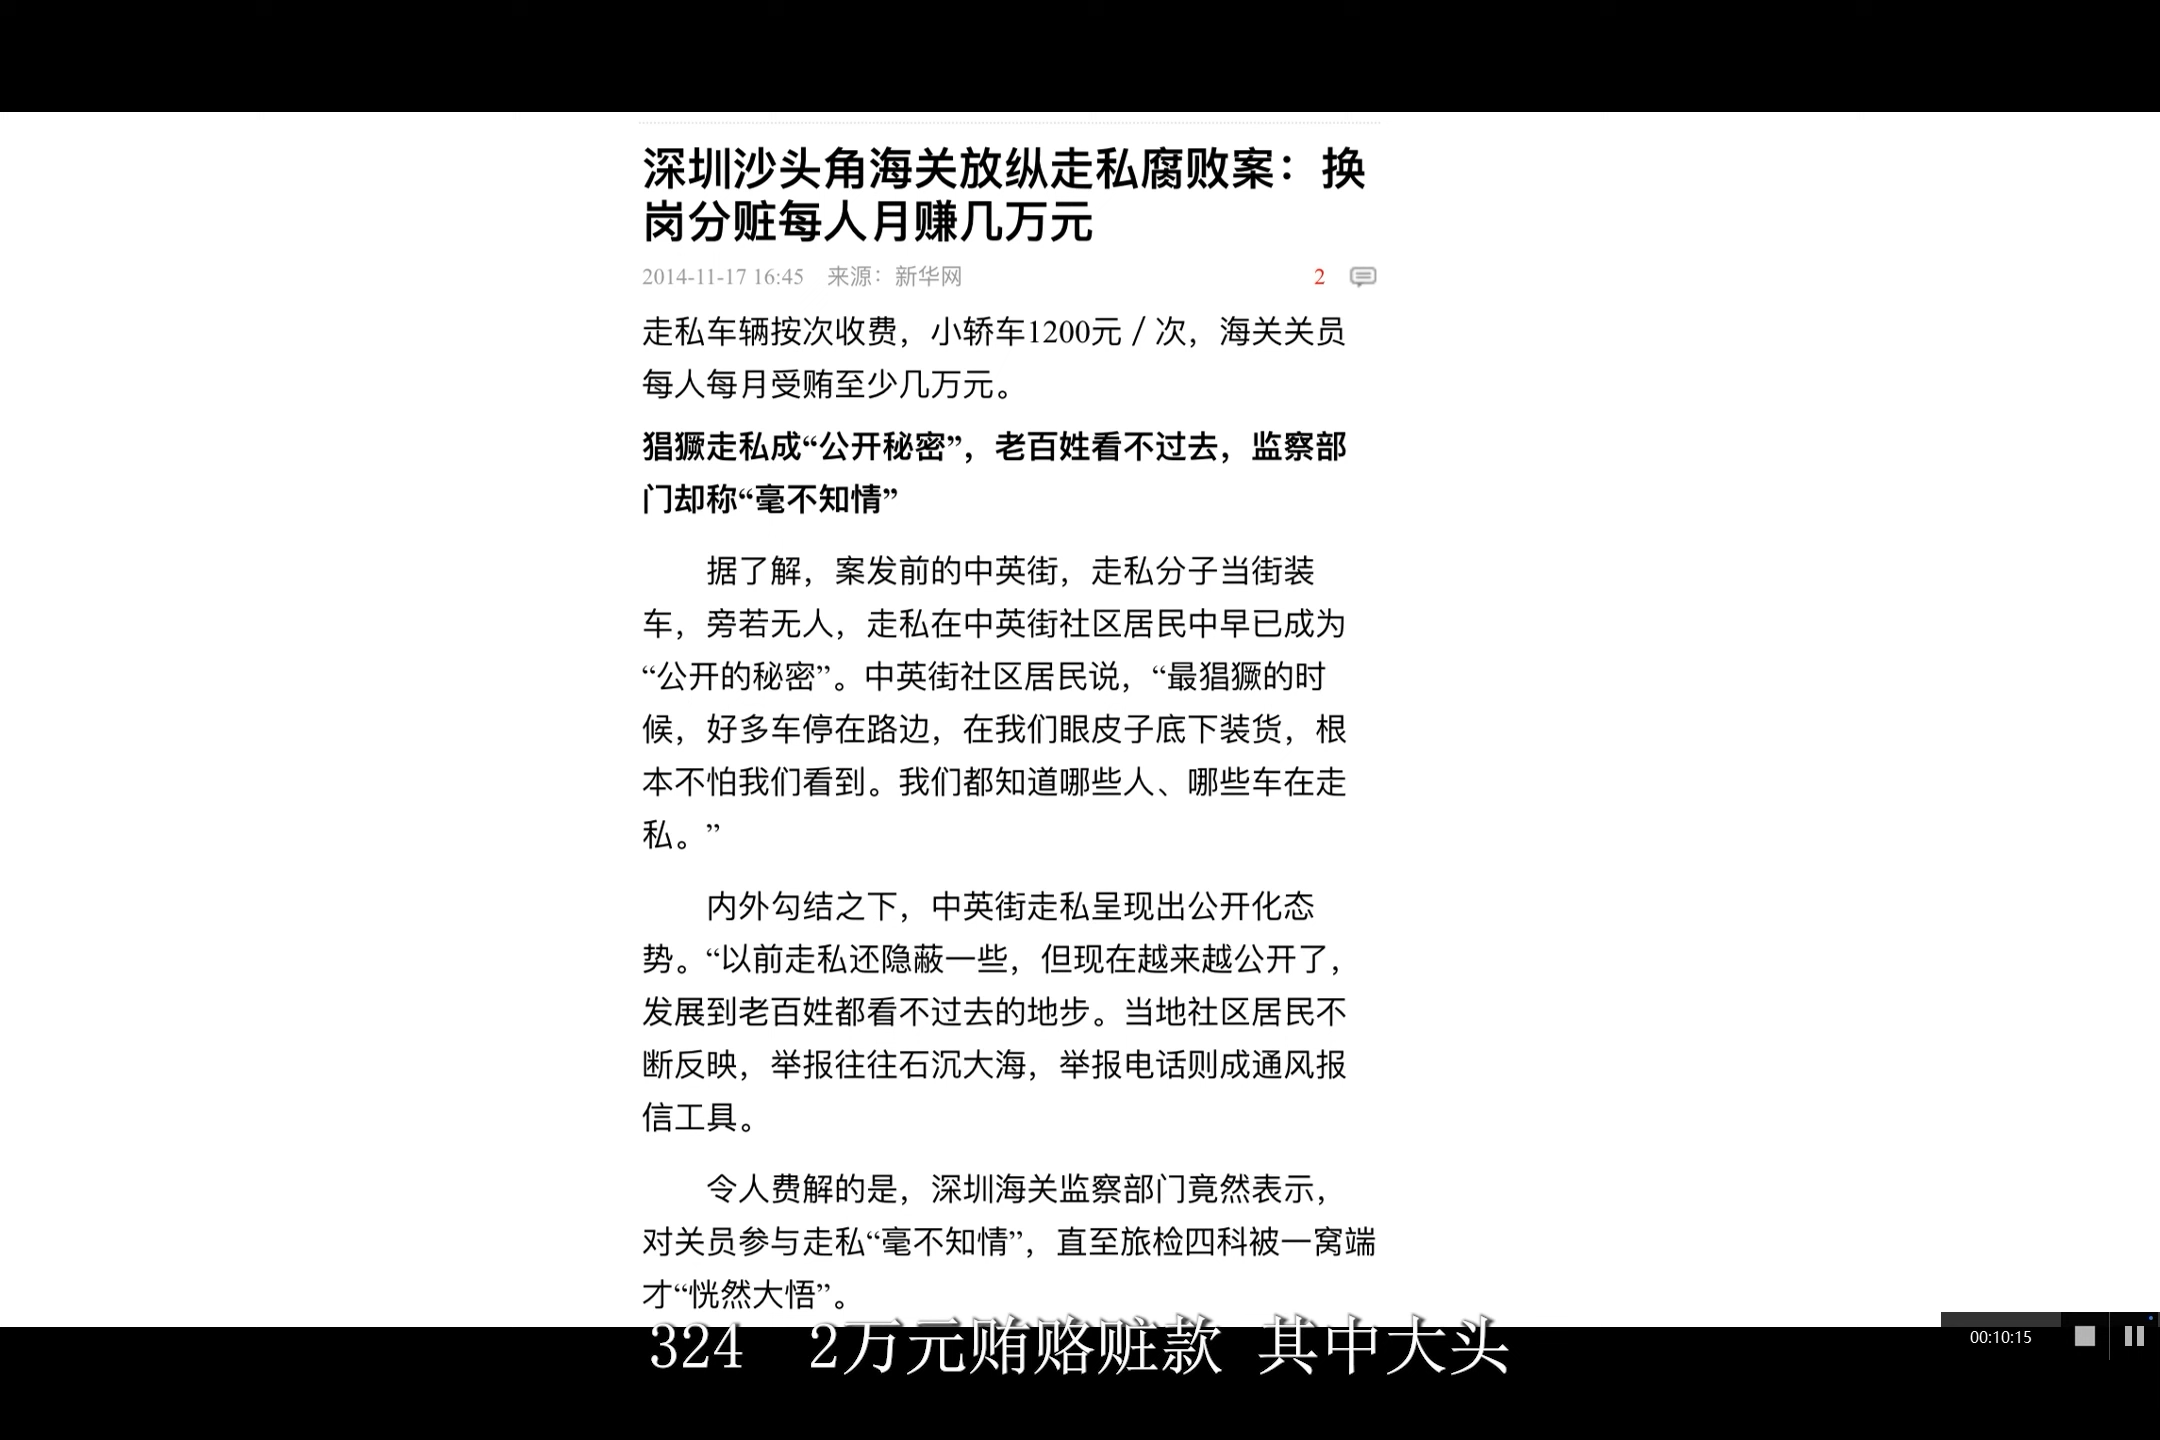 深圳沙头角海关放纵走私腐败案：换
岗分赃每人月赚几万元
2014-11-17 16:45 来源：新华网 2
走私车辆按次收费，小轿车1200元／次，海关关员
每人每月受贿至少几万元。
猖獗走私成“公开秘密”，老百姓看不过去，监察部
门却称“毫不知情”
据了解，案发前的中英街，走私分子当街装
车，旁若无人，走私在中英街社区居民中早已成为
“公开的秘密”。中英街社区居民说，“最猖獗的时
候，好多车停在路边，在我们眼皮子底下装货，根
本不怕我们看到。我们都知道哪些人、哪些车在走
私。”
内外勾结之下，中英街走私呈现出公开化态
势。“以前走私还隐蔽一些，但现在越来越公开了，
发展到老百姓都看不过去的地步。当地社区居民不
断反映，举报往往石沉大海，举报电话则成通风报
信工具。
令人费解的是，深圳海关监察部门竟然表示，
对关员参与走私“毫不知情”，直至旅检四科被一窝端
才“恍然大悟”。
324 2万元贿赂赃款 其中大头
00:10:15